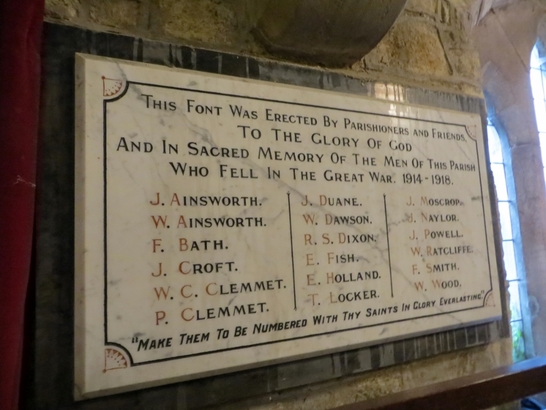 This Font Was Erected By Parishioners and Friends,
To The Glory Of God
And In Sacred Memory Of The Men Of This Parish
Who Fell In The Great War. 1914-1918.
J. Ainsworth.
W. Ainsworth.
F. Bath.
J. Croft.
W. C. Clemmet.
P. Clemmet.
J. Duane.
W. Dawson.
R. S. Dixon.
E. Fish.
E. Holland.
T. Locker.
J. Moscrop.
H. Naylor.
J. Powell.
W. Ratcliffe.
F. Smith.
W. Wood.
"Make Them To Be Numbered With Thy Saints In Glory Everlasting"